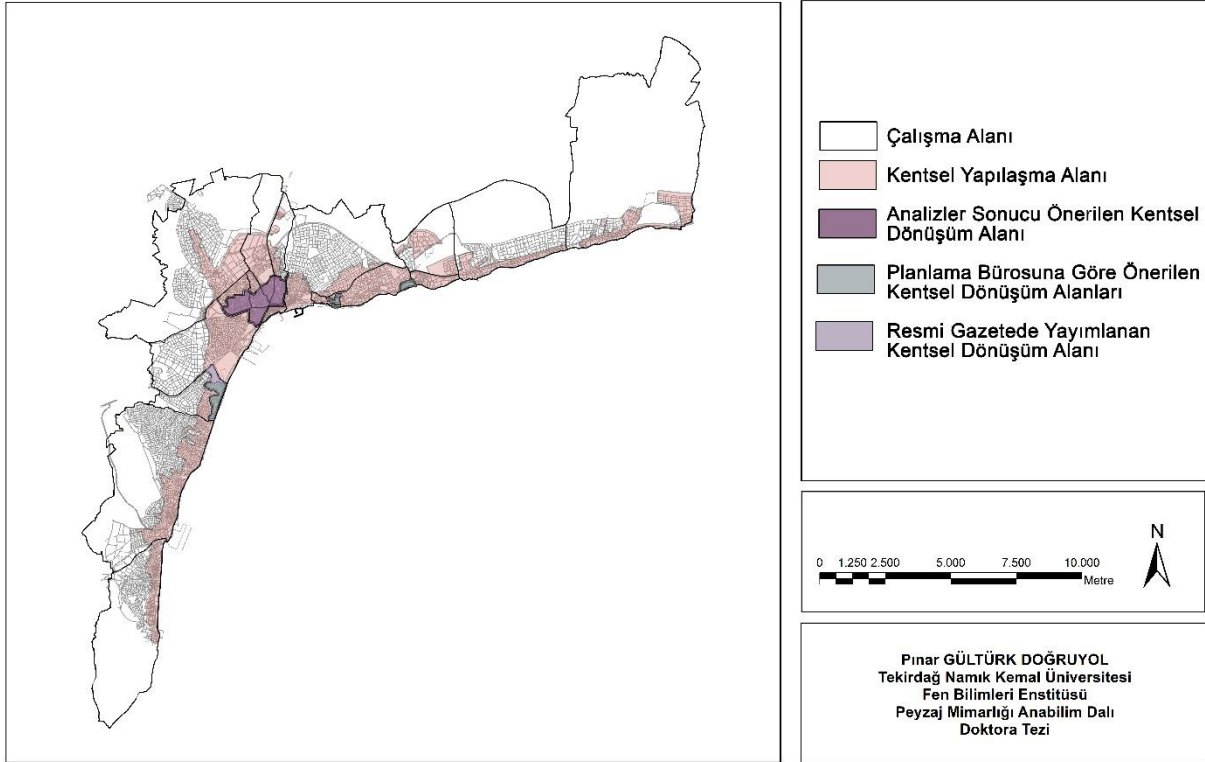 Çalışma Alanı
Kentsel Yapılaşma Alanı
Analizler Sonucu Önerilen Kentsel
Dönüşüm Alanı
Planlama Bürosuna Göre Önerilen
Kentsel Dönüşüm Alanları
Resmi Gazetede Yayımlanan
Kentsel Dönüşüm Alanı
N
0 1.250 2.500 5.000 7.500 10.000
Metre
Pınar GÜLTÜRK DOĞRUYOL
Tekirdağ Namık Kemal Üniversitesi
Fen Bilimleri Enstitüsü
Peyzaj Mimarlığı Anabilim Dalı
Doktora Tezi